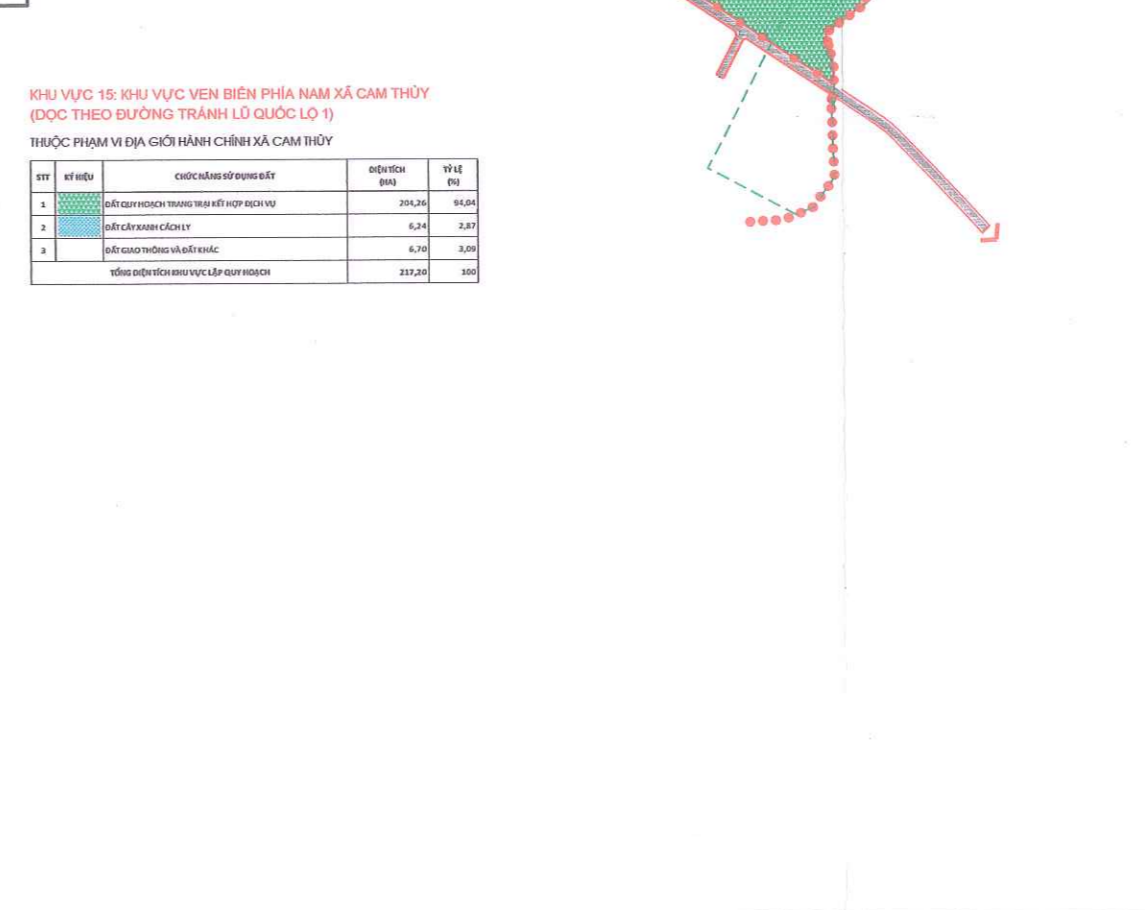 KHU VỰC 15: KHU VỰC VEN BIỂN PHÍA NAM XÃ CAM THỦY
(DỌC THEO ĐƯỜNG TRÁNH LŨ QUỐC LỘ 1)
THUỘC PHẠM VI ĐỊA GIỚI HÀNH CHÍNH XÃ CAM THỦY
STT KÝ HIỆU CHỨC NĂNG SỬ DỤNG ĐẤT DIỆN TÍCH (HA) TỶ LỆ (%)
1 ĐẤT QUY HOẠCH TRANG TRẠI KẾT HỢP DỊCH VỤ 204,26 94,04
2 ĐẤT CÂY XANH CÁCH LY 6,24 2,87
3 ĐẤT GIAO THÔNG VÀ ĐẤT KHÁC 6,70 3,09
TỔNG DIỆN TÍCH KHU VỰC LẬP QUY HOẠCH 217,20 100